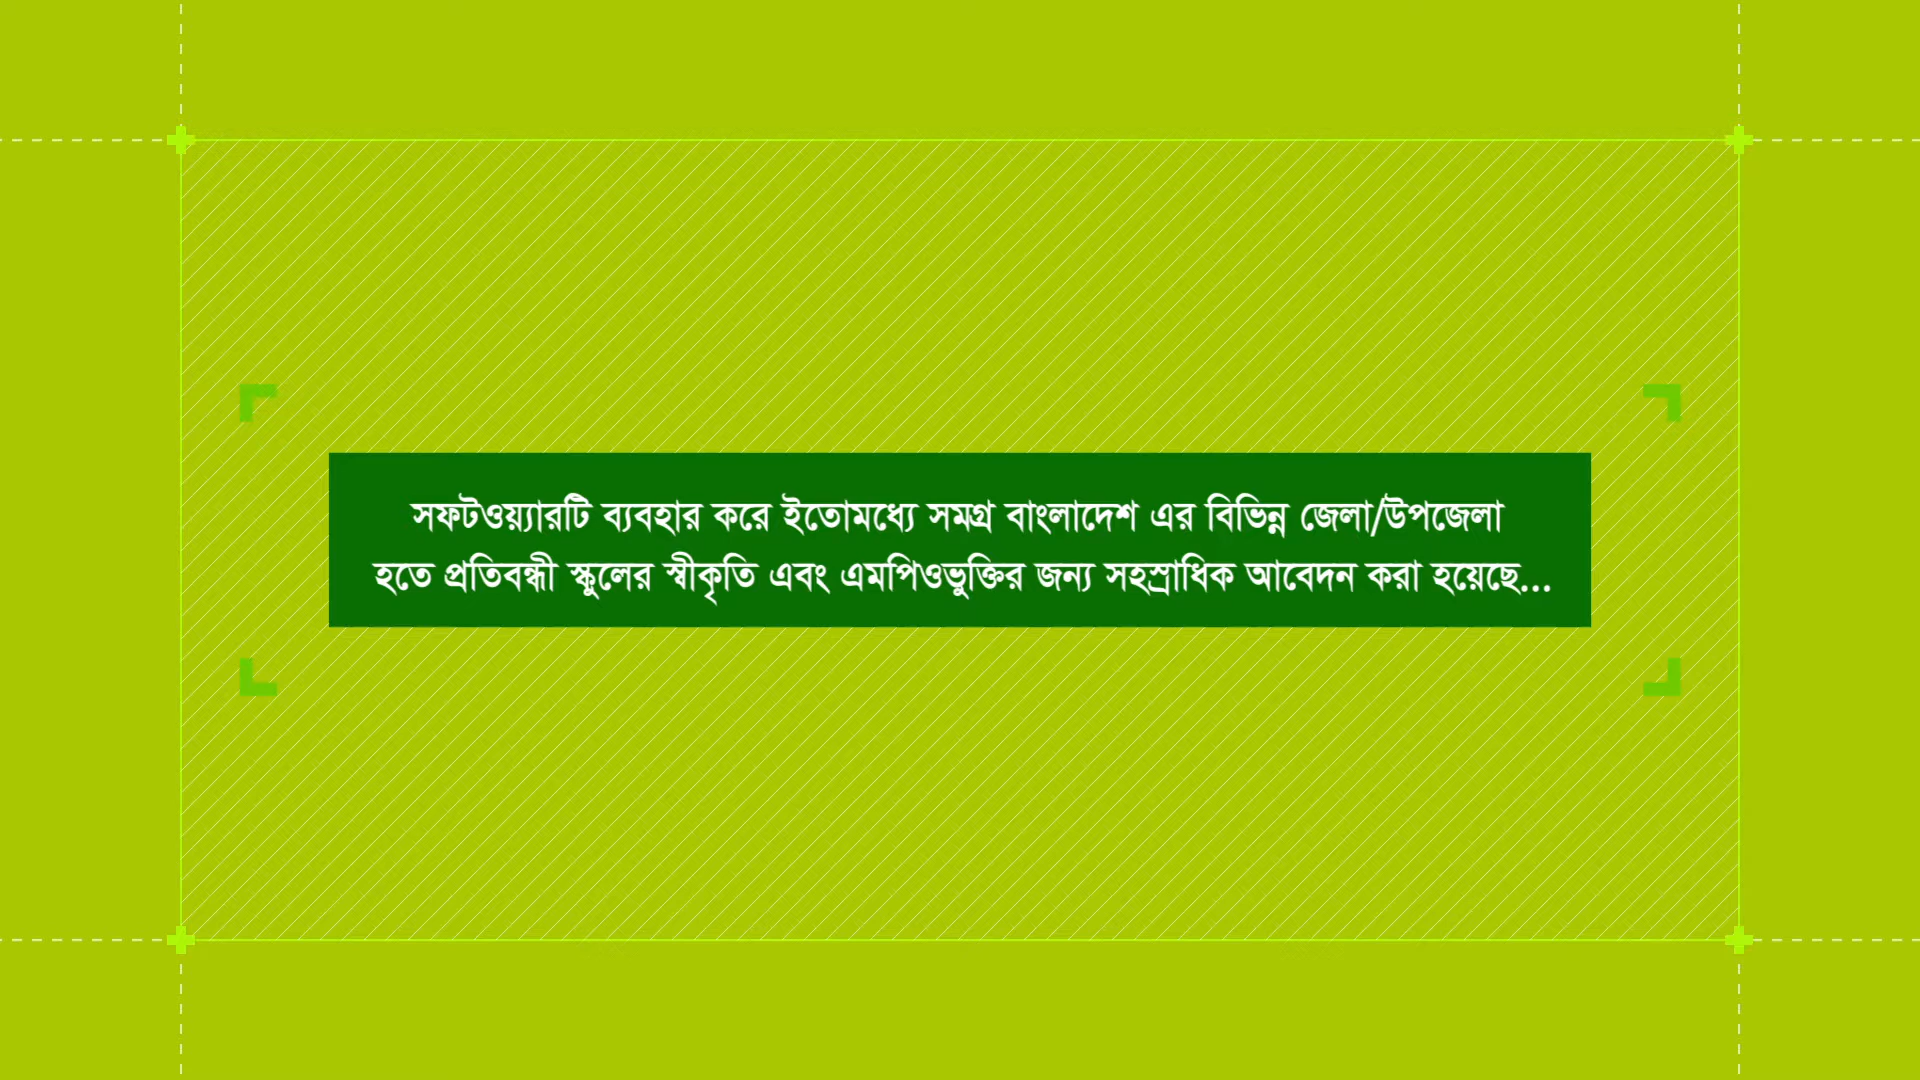 সফটওয়্যারটি ব্যবহার করে ইতোমধ্যে সমগ্র বাংলাদেশ এর বিভিন্ন জেলা/উপজেলা
হতে প্রতিবন্ধী স্কুলের স্বীকৃতি এবং এমপিওভুক্তির জন্য সহস্রাধিক আবেদন করা হয়েছে...